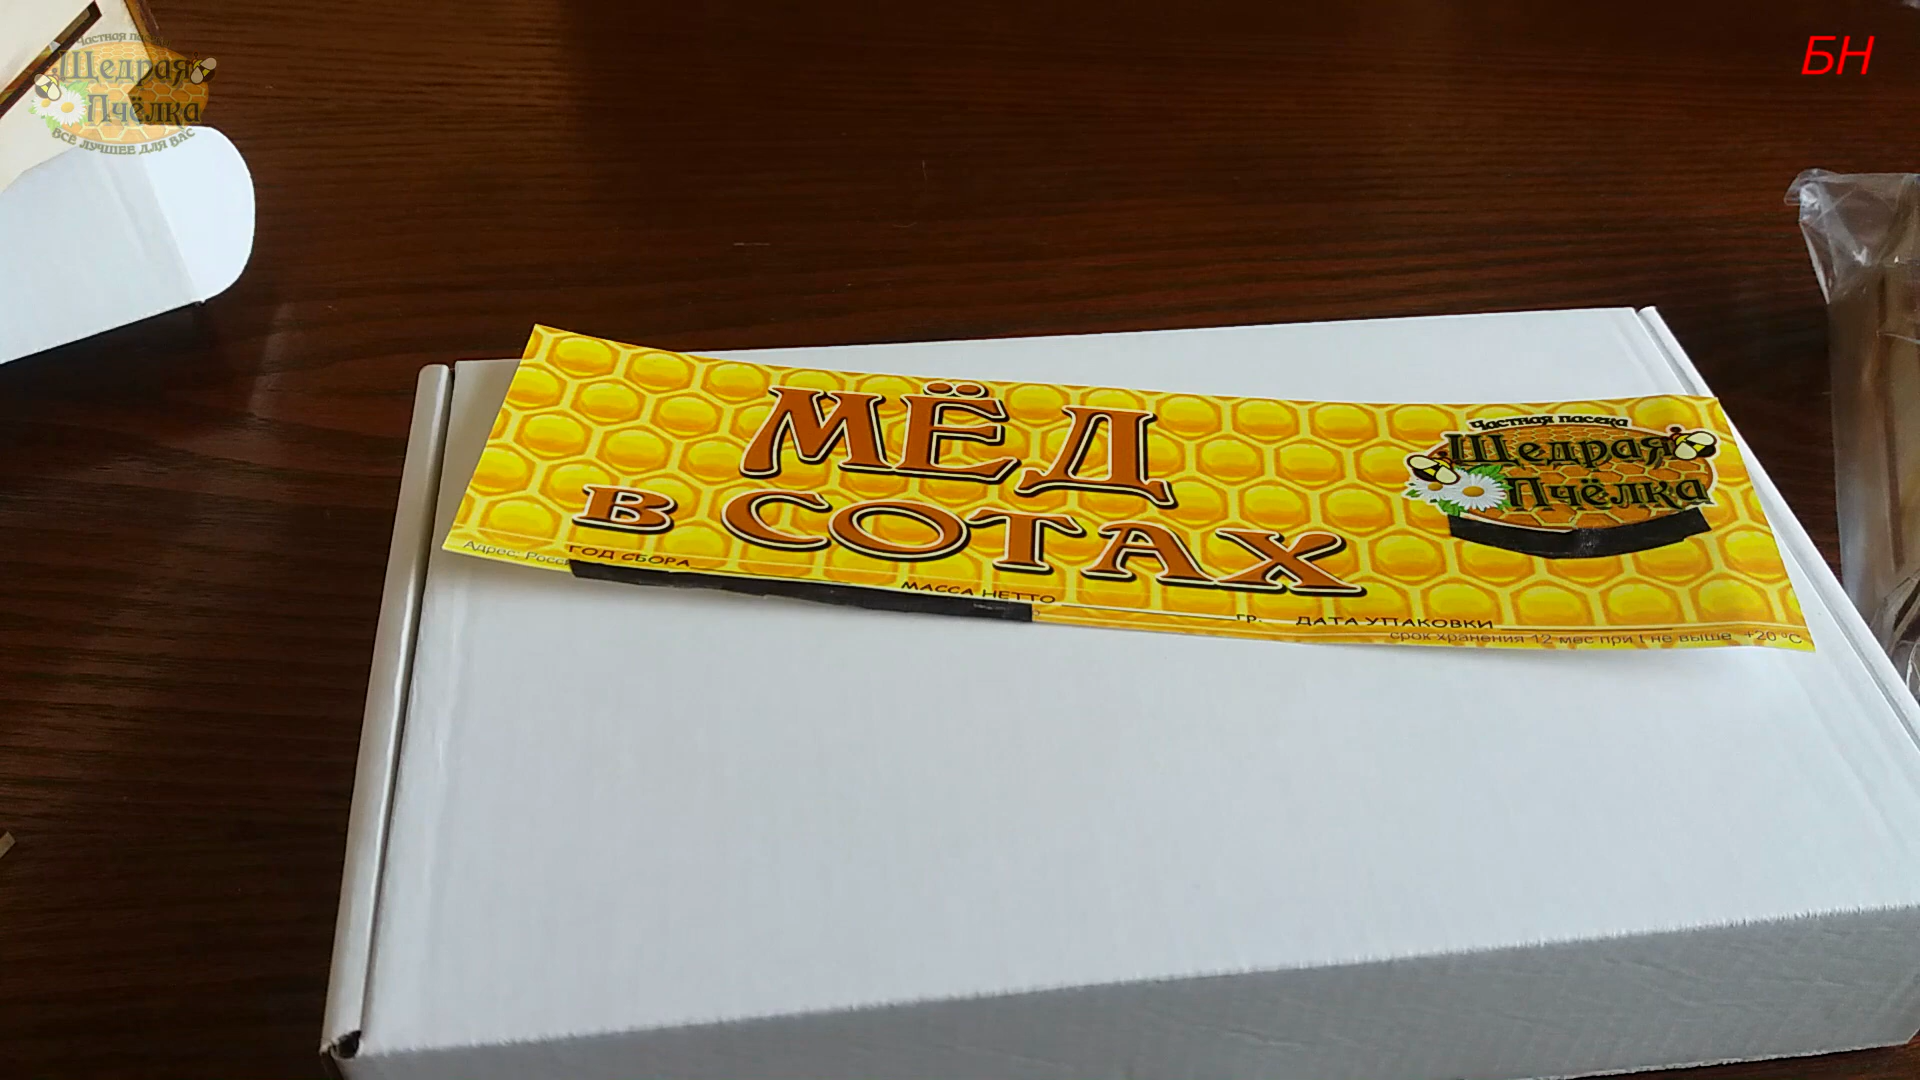 Частная пасека
Щедрая
Пчёлка
ВСЁ ЛУЧШЕЕ ДЛЯ ВАС
БН
МЁД
в СОТАХ
Частная пасека
Щедрая
Пчёлка
Адрес:
ГОД СБОРА
МАССА НЕТТО гр. ДАТА УПАКОВКИ
срок хранения 12 мес при t не выше +20 °C